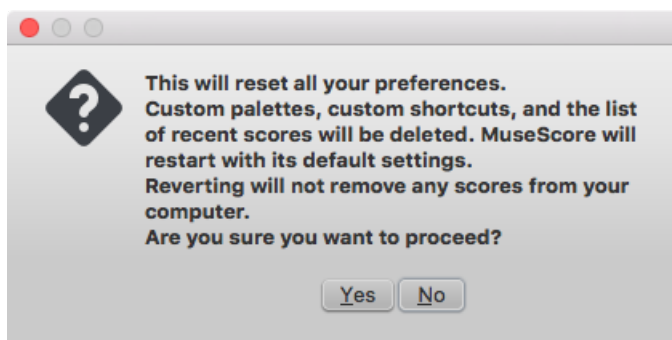 This will reset all your preferences.
Custom palettes, custom shortcuts, and the list
of recent scores will be deleted. MuseScore will
restart with its default settings.
Reverting will not remove any scores from your
computer.
Are you sure you want to proceed?
Yes No